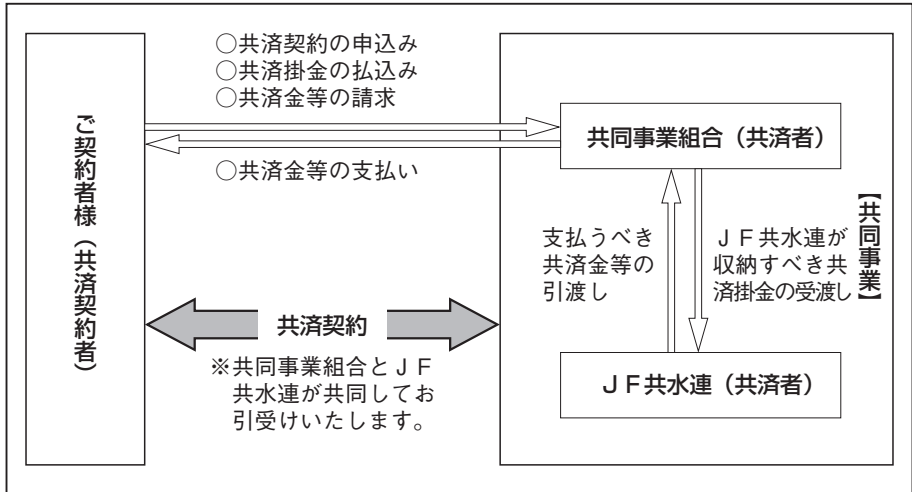 ○共済契約の申込み
○共済掛金の払込み
○共済金等の請求
○共済金等の支払い
ご契約者様（共済契約者）
共済契約
※共同事業組合とＪＦ
共水連が共同してお
引受けいたします。
共同事業組合（共済者）
支払うべき
共済金等の
引渡し
ＪＦ共水連が
収納すべき共
済掛金の受渡し
【共同事業】
ＪＦ共水連（共済者）